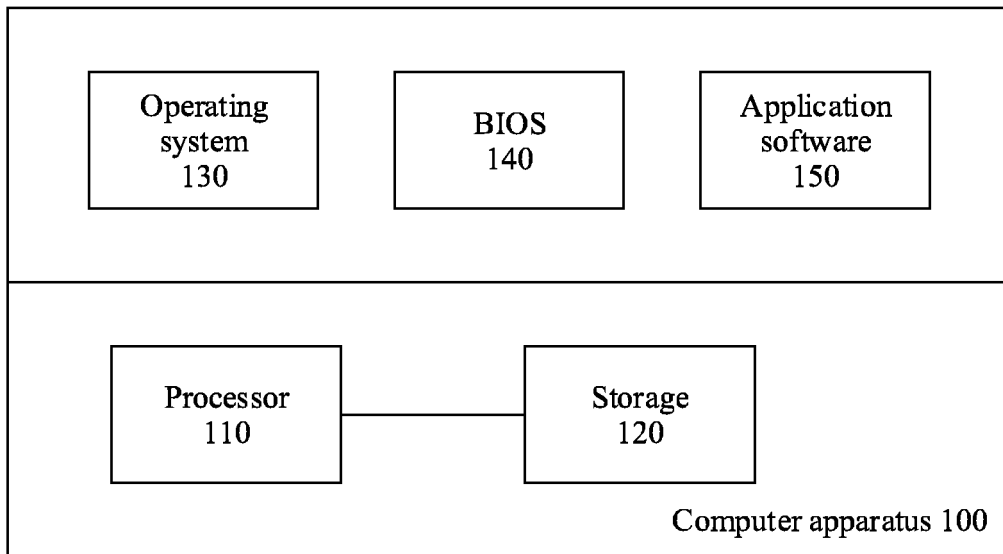 Operating
system
130
BIOS
140
Application
software
150
Processor
110
Storage
120
Computer apparatus 100